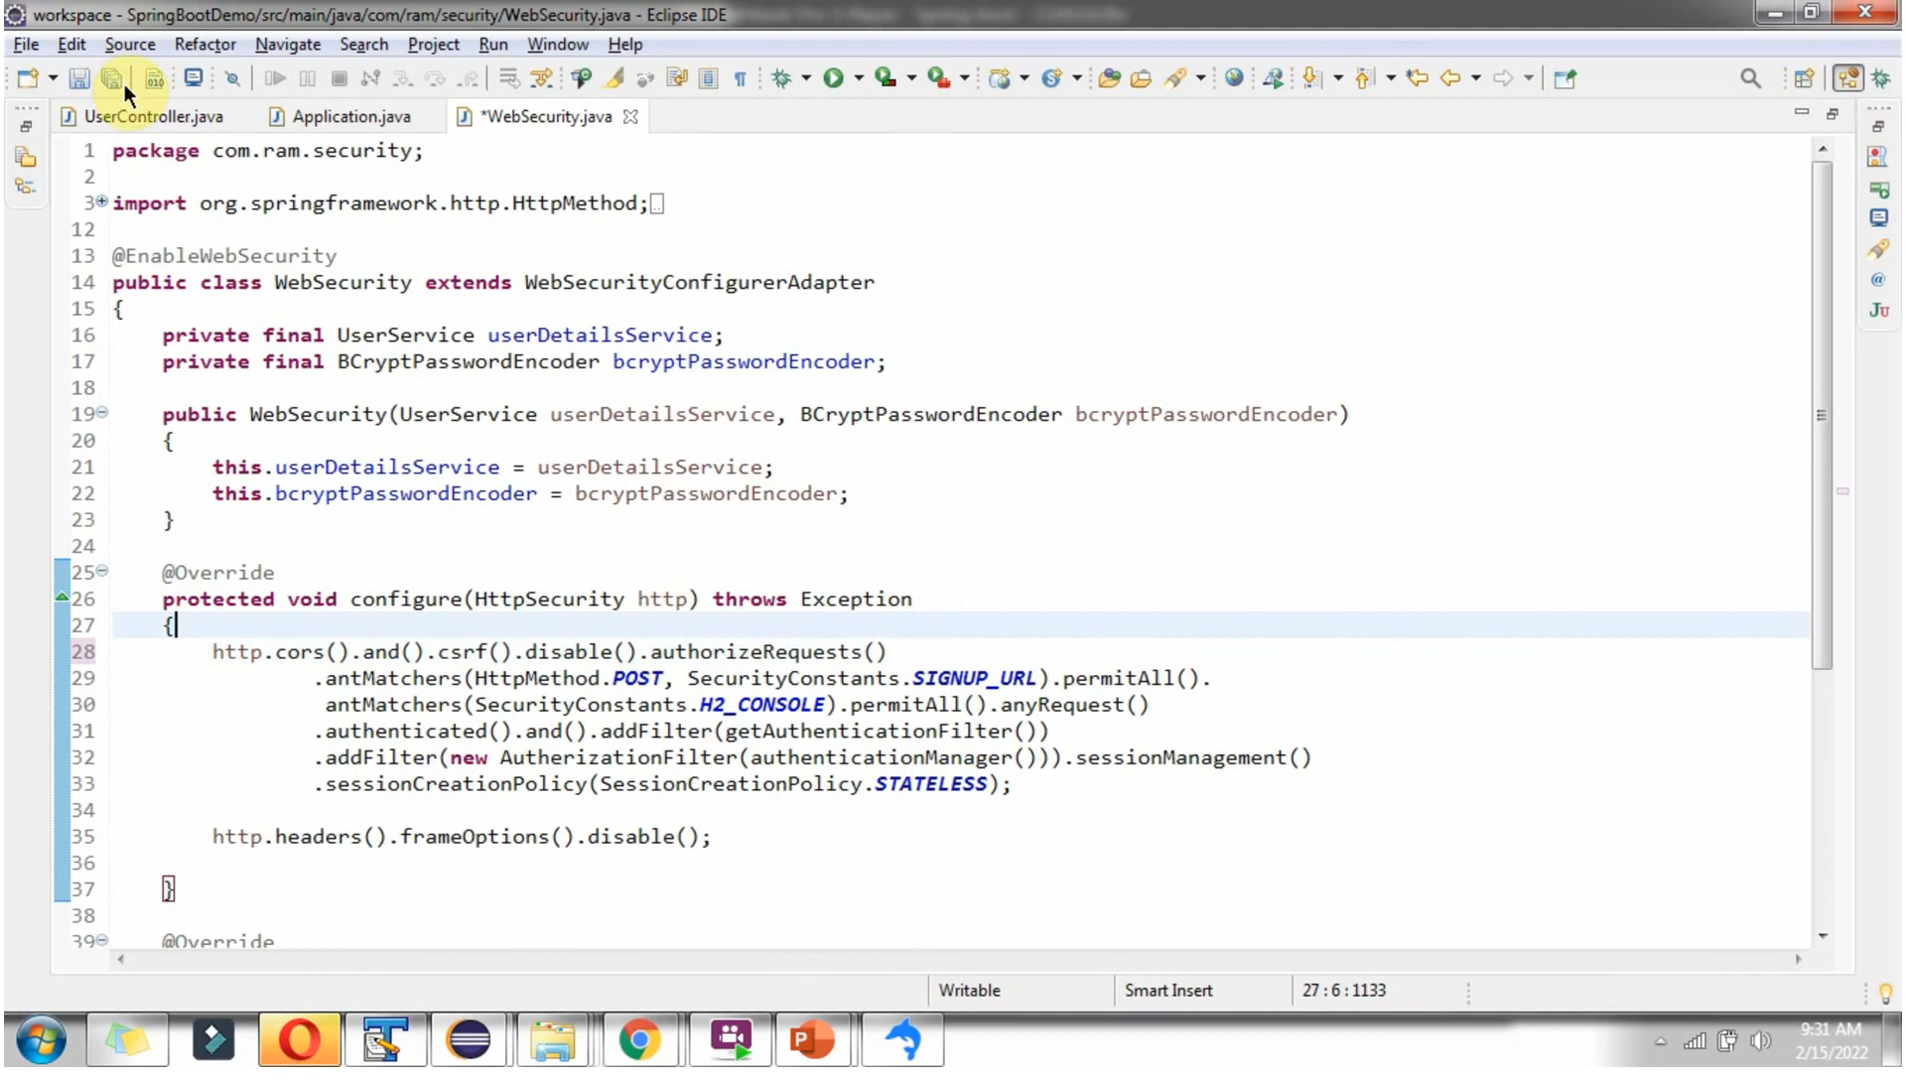 workspace - SpringBootDemo/src/main/java/com/ram/security/WebSecurity.java - Eclipse IDE
File Edit Source Refactor Navigate Search Project Run Window Help
UserController.java Application.java *WebSecurity.java
1 package com.ram.security;
2
3 import org.springframework.http.HttpMethod;
12
13 @EnableWebSecurity
14 public class WebSecurity extends WebSecurityConfigurerAdapter
15 {
16 private final UserService userDetailsService;
17 private final BCryptPasswordEncoder bcryptPasswordEncoder;
18
19 public WebSecurity(UserService userDetailsService, BCryptPasswordEncoder bcryptPasswordEncoder)
20 {
21 this.userDetailsService = userDetailsService;
22 this.bcryptPasswordEncoder = bcryptPasswordEncoder;
23 }
24
25 @Override
26 protected void configure(HttpSecurity http) throws Exception
27 {
28 http.cors().and().csrf().disable().authorizeRequests()
29 .antMatchers(HttpMethod.POST, SecurityConstants.SIGNUP_URL).permitAll().
30 antMatchers(SecurityConstants.H2_CONSOLE).permitAll().anyRequest()
31 .authenticated().and().addFilter(getAuthenticationFilter())
32 .addFilter(new AutherizationFilter(authenticationManager())).sessionManagement()
33 .sessionCreationPolicy(SessionCreationPolicy.STATELESS);
34
35 http.headers().frameOptions().disable();
36
37 }
38
39 @Override
Writable Smart Insert 27 : 6 : 1133
9:31 AM
2/15/2022